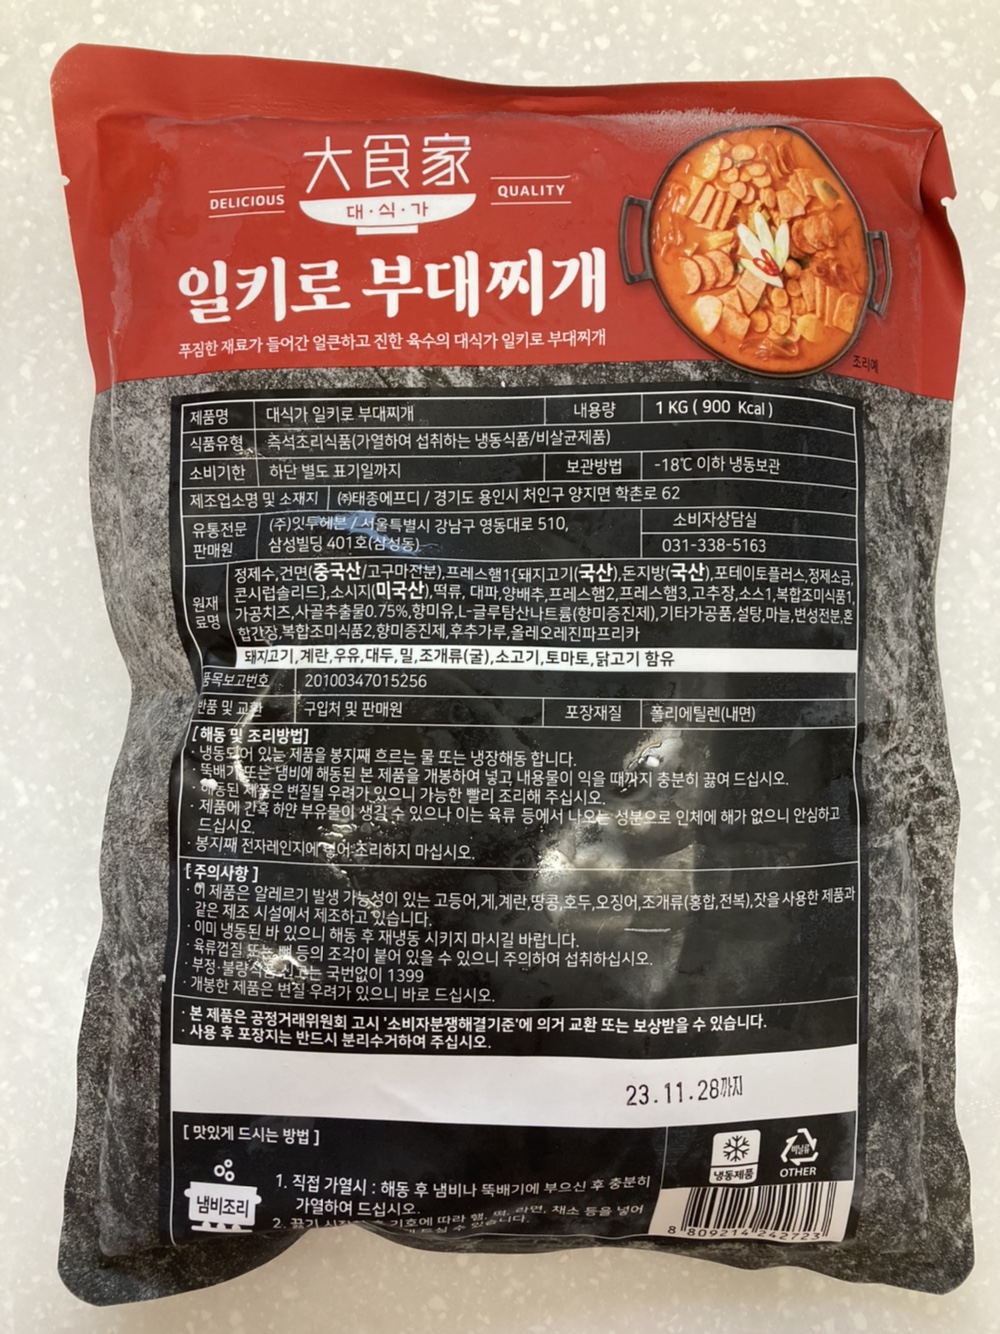 大食家
DELICIOUS
대·식·가
QUALITY
일키로 부대찌개
푸짐한 재료가 들어간 얼큰하고 진한 육수의 대식가 일키로 부대찌개
조리예
제품명 대식가 일키로 부대찌개 내용량 1 KG ( 900 Kcal )
식품유형 즉석조리식품(가열하여 섭취하는 냉동식품/비살균제품)
소비기한 하단 별도 표기일까지 보관방법 -18℃ 이하 냉동보관
제조업소명 및 소재지 ㈜태종에프디 / 경기도 용인시 처인구 양지면 학촌로 62
유통전문 판매원 (주)잇투헤븐 / 서울특별시 강남구 영동대로 510,
삼성빌딩 401호(삼성동)
소비자상담실
031-338-5163
원재료명 정제수,건면(중국산/고구마전분),프레스햄1{돼지고기(국산),돈지방(국산),포테이토플러스,정제소금,
콘시럽솔리드},소시지(미국산),떡류, 대파,양배추,프레스햄2,프레스햄3,고추장,소스1,복합조미식품1,
가공치즈,사골추출물0.75%,향미유,L-글루탐산나트륨(향미증진제),기타가공품,설탕,마늘,변성전분,혼
합간장,복합조미식품2,향미증진제,후추가루,올레오레진파프리카
돼지고기,계란,우유,대두,밀,조개류(굴),소고기,토마토,닭고기 함유
품목보고번호 20100347015256
반품 및 교환 구입처 및 판매원 포장재질 폴리에틸렌(내면)
[해동 및 조리방법]
· 냉동되어 있는 제품을 봉지째 흐르는 물 또는 냉장해동 합니다.
· 뚝배기 또는 냄비에 해동된 본 제품을 개봉하여 넣고 내용물이 익을 때까지 충분히 끓여 드십시오.
· 해동된 제품은 변질될 우려가 있으니 가능한 빨리 조리해 주십시오.
· 제품에 간혹 하얀 부유물이 생길 수 있으나 이는 육류 등에서 나오는 성분으로 인체에 해가 없으니 안심하고
드십시오.
· 봉지째 전자레인지에 넣어 조리하지 마십시오.
[ 주의사항 ]
· 이 제품은 알레르기 발생 가능성이 있는 고등어,게,계란,땅콩,호두,오징어,조개류(홍합,전복),잣을 사용한 제품과
같은 제조 시설에서 제조하고 있습니다.
· 이미 냉동된 바 있으니 해동 후 재냉동 시키지 마시길 바랍니다.
· 육류껍질 또는 뼈 등의 조각이 붙어 있을 수 있으니 주의하여 섭취하십시오.
· 부정·불량식품 신고는 국번없이 1399
· 개봉한 제품은 변질 우려가 있으니 바로 드십시오.
· 본 제품은 공정거래위원회 고시 '소비자분쟁해결기준'에 의거 교환 또는 보상받을 수 있습니다.
· 사용 후 포장지는 반드시 분리수거하여 주십시오.
23.11.28까지
[ 맛있게 드시는 방법 ]
냄비조리
1. 직접 가열시 : 해동 후 냄비나 뚝배기에 부으신 후 충분히
가열하여 드십시오.
2. 끓기 기호에 따라 햄, 떡, 라면, 채소 등을 넣어
드실 수 있습니다.
냉동제품
비닐류
OTHER
8 809214 242723